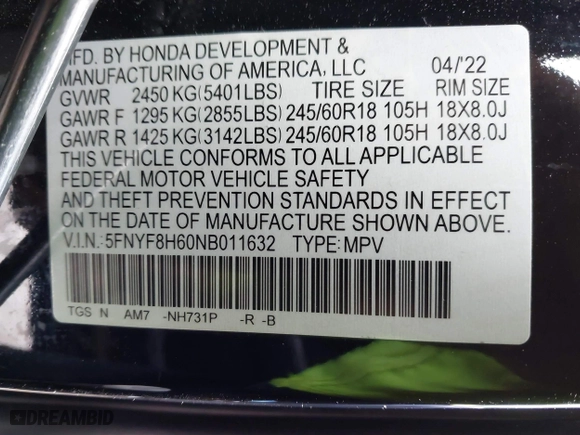 MFD. BY HONDA DEVELOPMENT &
MANUFACTURING OF AMERICA, LLC 04/'22
GVWR 2450 KG(5401LBS) TIRE SIZE RIM SIZE
GAWR F 1295 KG(2855LBS) 245/60R18 105H 18X8.0J
GAWR R 1425 KG(3142LBS) 245/60R18 105H 18X8.0J
THIS VEHICLE CONFORMS TO ALL APPLICABLE
FEDERAL MOTOR VEHICLE SAFETY
AND THEFT PREVENTION STANDARDS IN EFFECT
ON THE DATE OF MANUFACTURE SHOWN ABOVE.
V.I.N.:5FNYF8H60NB011632 TYPE:MPV
TGS N AM7 -NH731P -R -B
DREAMBID